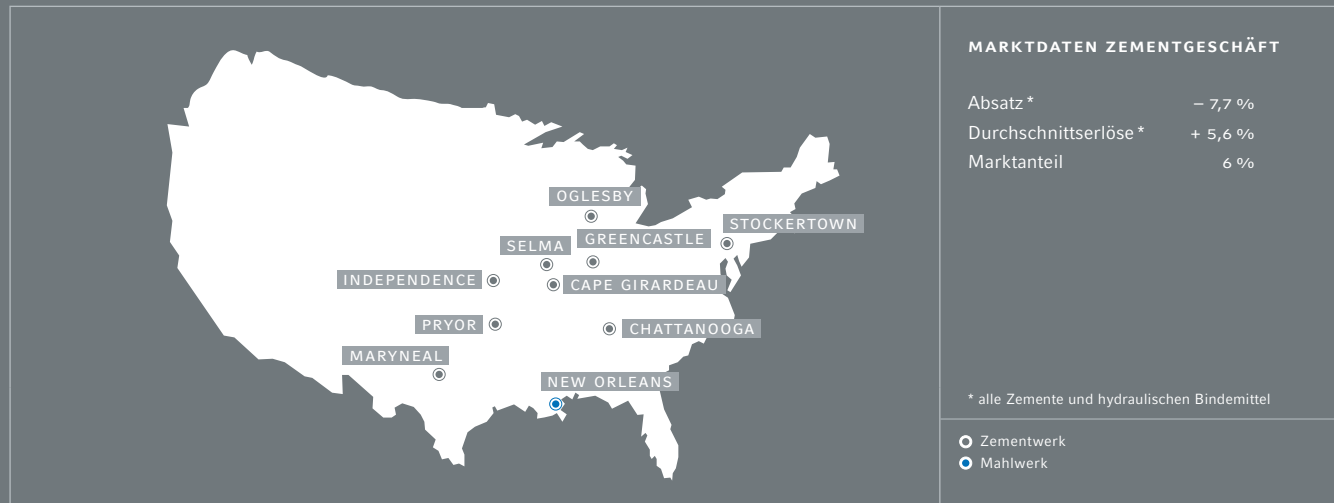 OGLESBY
STOCKERTOWN
GREENCASTLE
SELMA
INDEPENDENCE
CAPE GIRARDEAU
PRYOR
CHATTANOOGA
MARYNEAL
NEW ORLEANS
MARKTDATEN ZEMENTGESCHÄFT
Absatz * – 7,7 %
Durchschnittserlöse * + 5,6 %
Marktanteil 6 %
* alle Zemente und hydraulischen Bindemittel
Zementwerk
Mahlwerk